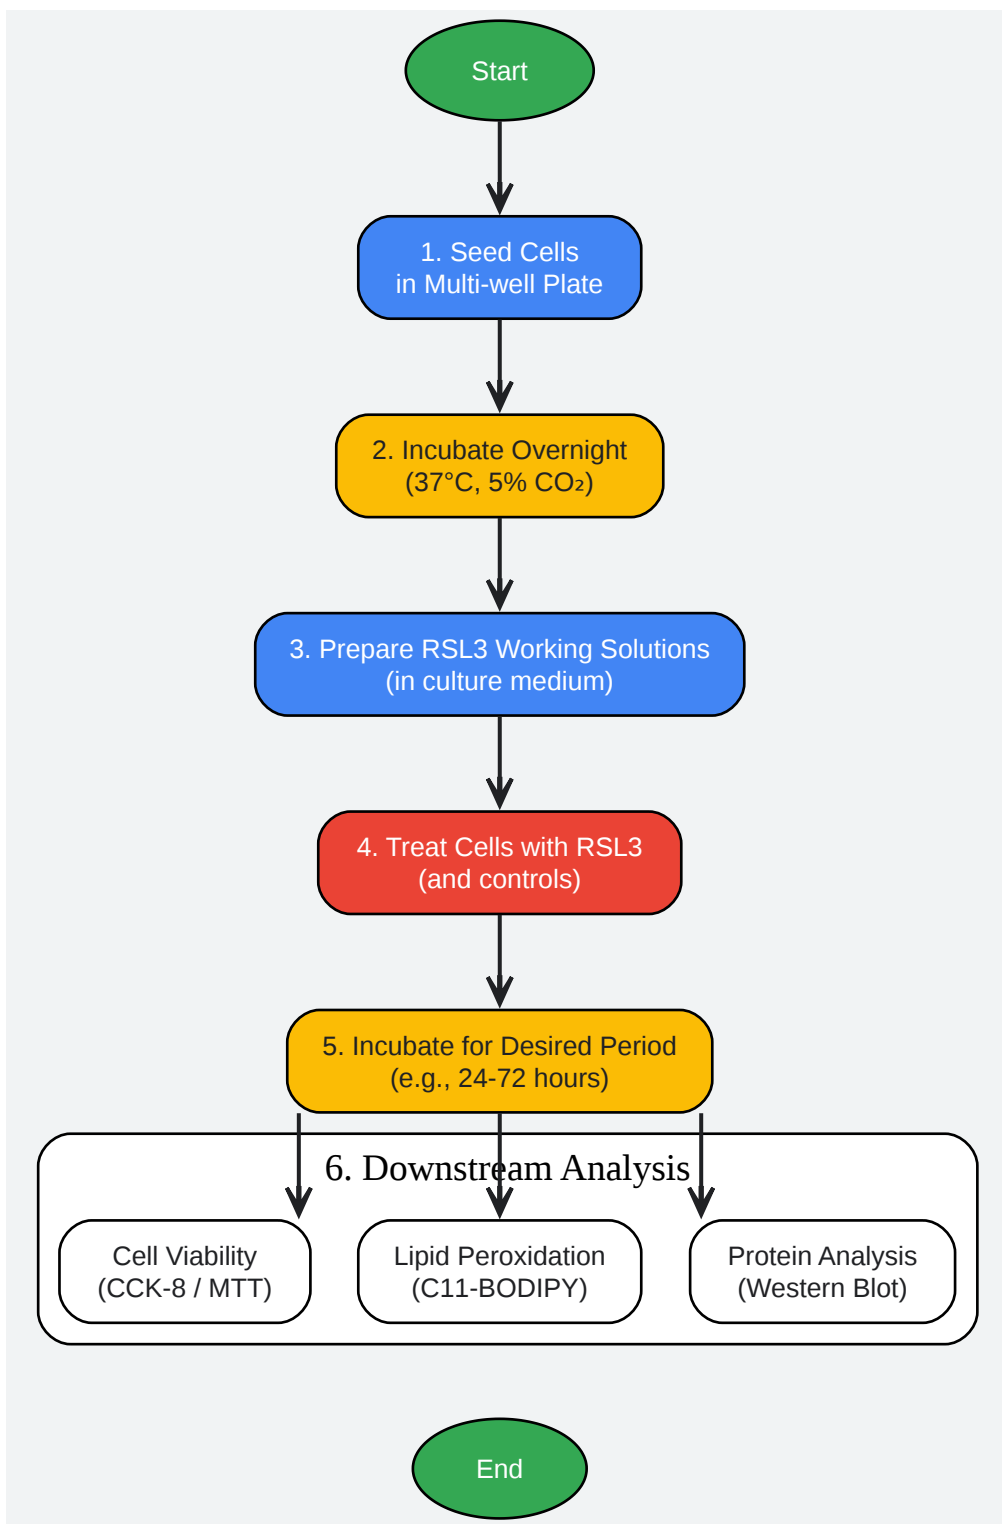 Start
1. Seed Cells
in Multi-well Plate
2. Incubate Overnight
(37°C, 5% CO₂)
3. Prepare RSL3 Working Solutions
(in culture medium)
4. Treat Cells with RSL3
(and controls)
5. Incubate for Desired Period
(e.g., 24-72 hours)
6. Downstream Analysis
Cell Viability
(CCK-8 / MTT)
Lipid Peroxidation
(C11-BODIPY)
Protein Analysis
(Western Blot)
End